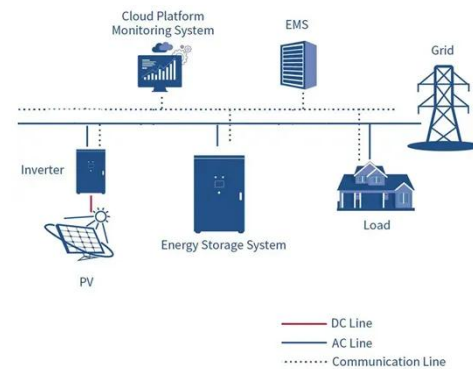 Cloud Platform
Monitoring System
EMS
Grid
Inverter
Energy Storage System
Load
PV
DC Line
AC Line
Communication Line